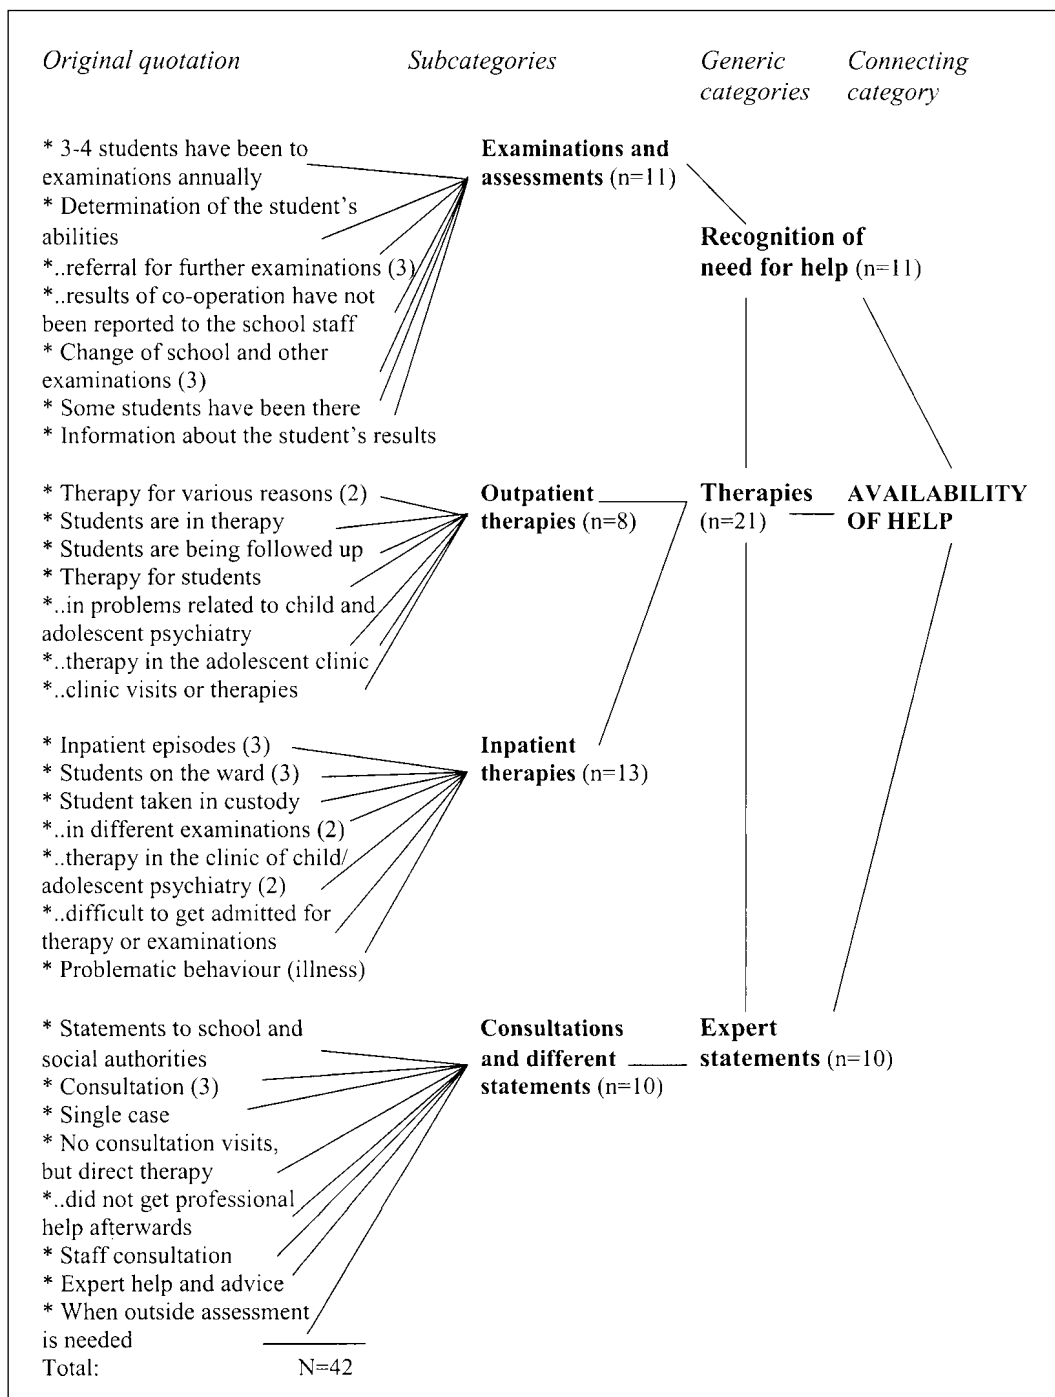 Original quotation Subcategories Generic categories Connecting category
* 3-4 students have been to
examinations annually
* Determination of the student's
abilities
*..referral for further examinations (3)
*..results of co-operation have not
been reported to the school staff
* Change of school and other
examinations (3)
* Some students have been there
* Information about the student's results
Examinations and
assessments (n=11)
Recognition of
need for help (n=11)
* Therapy for various reasons (2)
* Students are in therapy
* Students are being followed up
* Therapy for students
*..in problems related to child and
adolescent psychiatry
*..therapy in the adolescent clinic
*..clinic visits or therapies
Outpatient
therapies (n=8)
Therapies
(n=21)
AVAILABILITY
OF HELP
* Inpatient episodes (3)
* Students on the ward (3)
* Student taken in custody
*..in different examinations (2)
*..therapy in the clinic of child/
adolescent psychiatry (2)
*..difficult to get admitted for
therapy or examinations
* Problematic behaviour (illness)
Inpatient
therapies (n=13)
* Statements to school and
social authorities
* Consultation (3)
* Single case
* No consultation visits,
but direct therapy
*..did not get professional
help afterwards
* Staff consultation
* Expert help and advice
* When outside assessment
is needed
Consultations
and different
statements (n=10)
Expert
statements (n=10)
Total: N=42